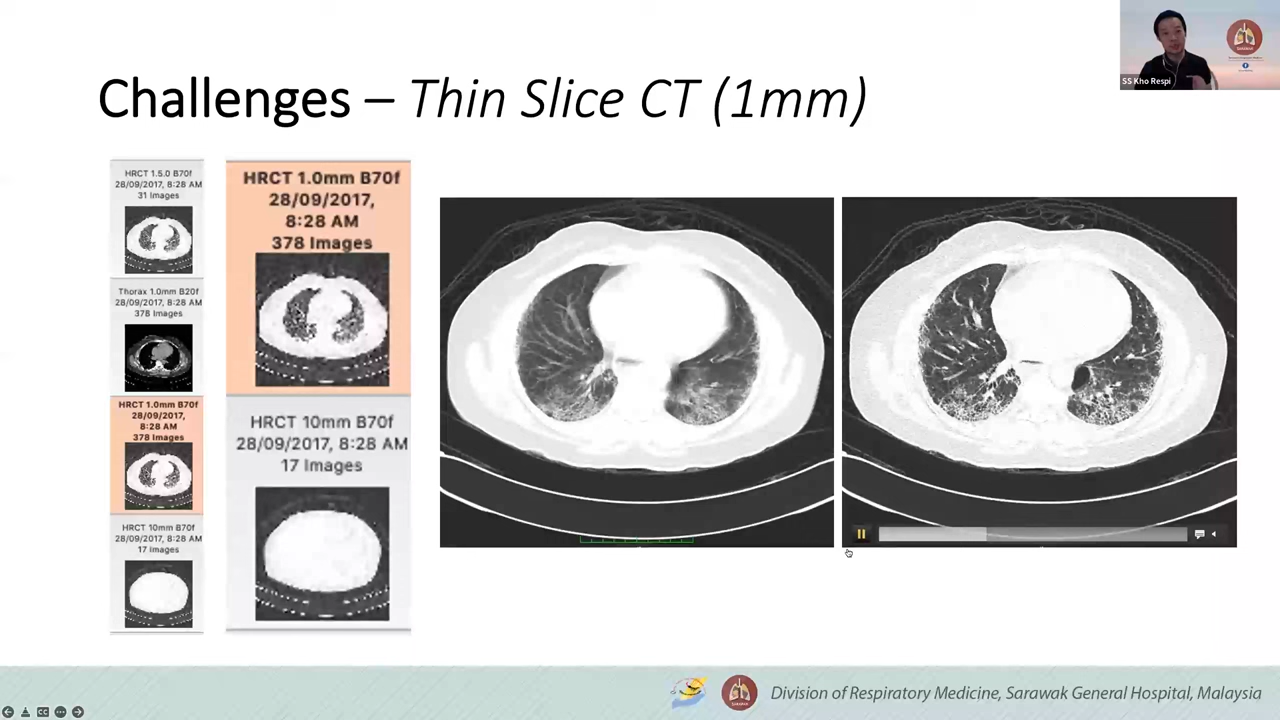 Challenges – Thin Slice CT (1mm)
SS Kho Respi
SARAWAK
HRCT 1.5.0 B70f
28/09/2017, 8:28 AM
31 Images
Thorax 1.0mm B20f
28/09/2017, 8:28 AM
378 Images
HRCT 1.0mm B70f
28/09/2017,
8:28 AM
378 Images
HRCT 10mm B70f
28/09/2017, 8:28 AM
17 Images
HRCT 1.0mm B70f
28/09/2017,
8:28 AM
378 Images
HRCT 10mm B70f
28/09/2017, 8:28 AM
17 Images
SARAWAK
Division of Respiratory Medicine, Sarawak General Hospital, Malaysia
CC